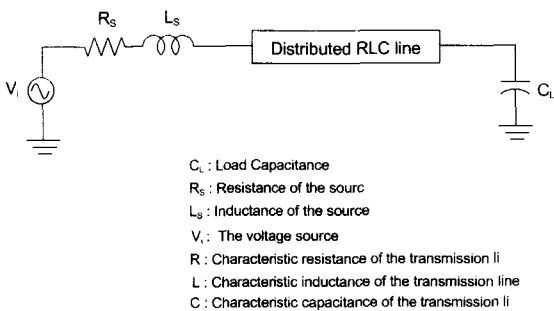 Rs Ls
Distributed RLC line
Vi
CL
CL : Load Capacitance
Rs : Resistance of the sourc
Ls : Inductance of the source
Vi : The voltage source
R : Characteristic resistance of the transmission li
L : Characteristic inductance of the transmission line
C : Characteristic capacitance of the transmission li